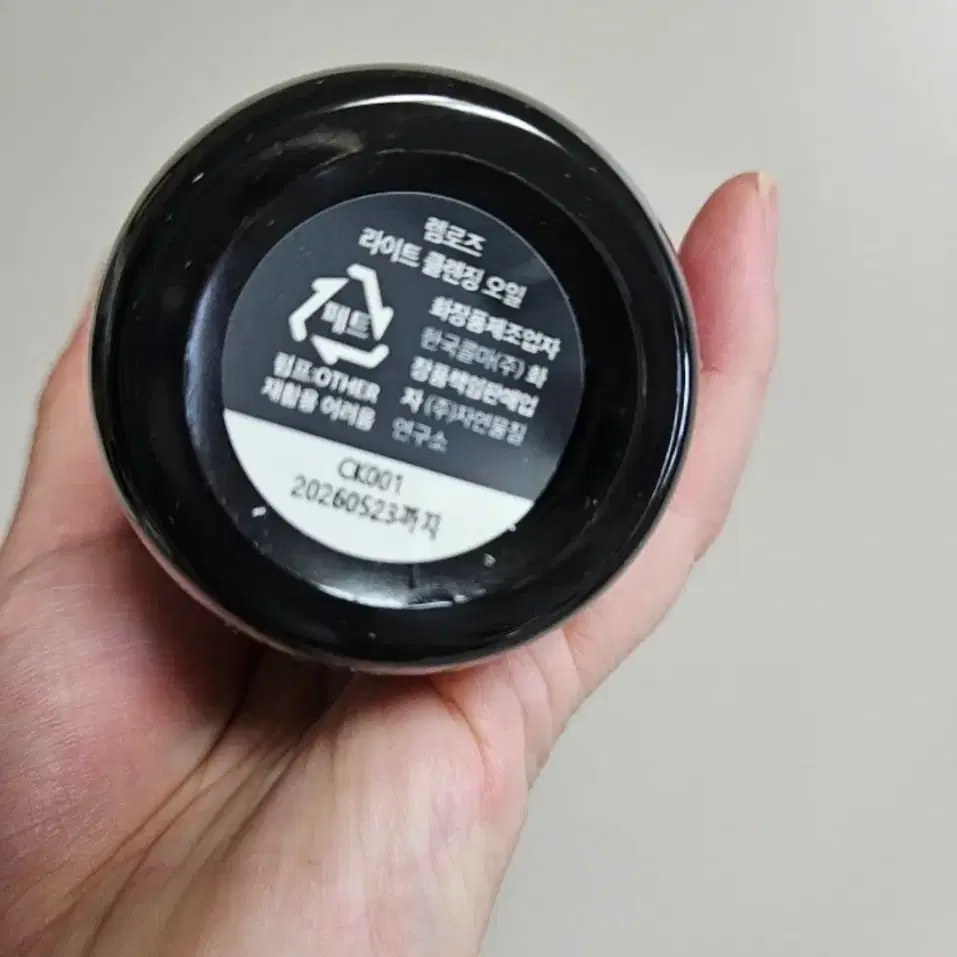 렘로즈
라이트 클렌징 오일
페트
펌프:OTHER
재활용 어려움
화장품제조업자
한국콜마(주) 화
장품책임판매업
자 (주)자연물질
연구소
CK001
20260523까지